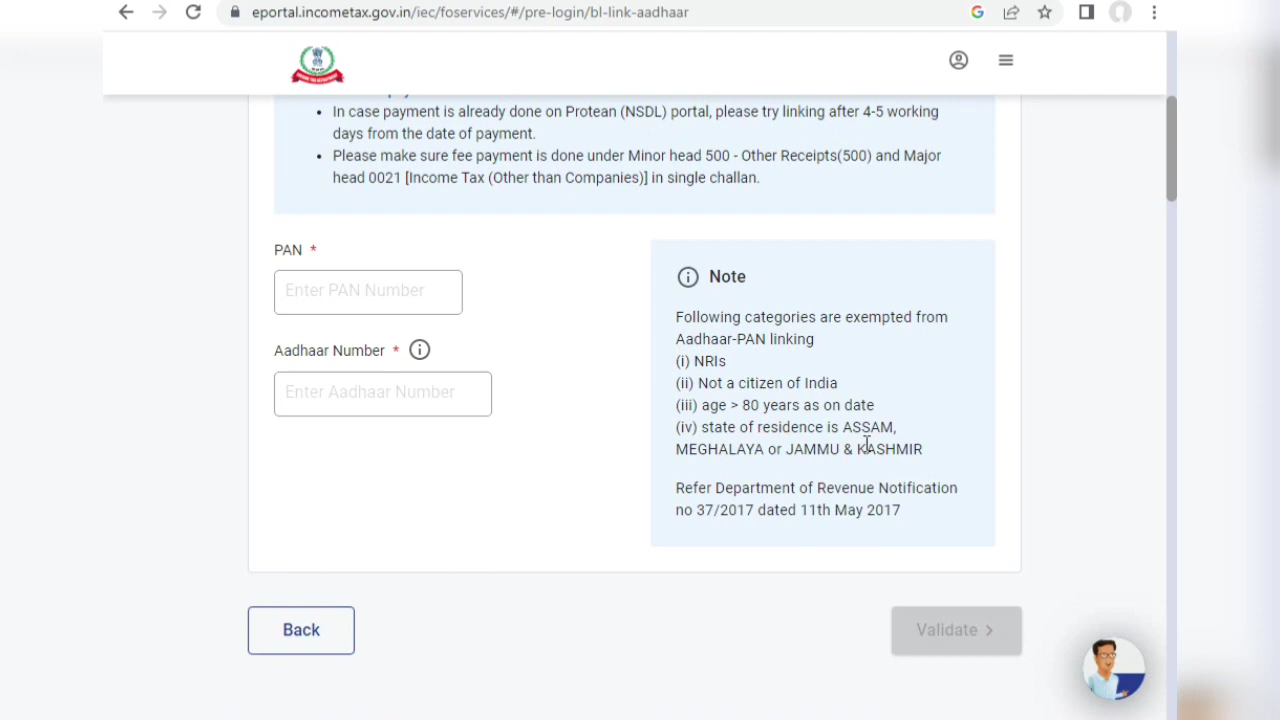 eportal.incometax.gov.in/iec/foservices/#/pre-login/bl-link-aadhaar
In case payment is already done on Protean (NSDL) portal, please try linking after 4-5 working
days from the date of payment.
Please make sure fee payment is done under Minor head 500 - Other Receipts(500) and Major
head 0021 [Income Tax (Other than Companies)] in single challan.
PAN *
Enter PAN Number
Aadhaar Number *
Enter Aadhaar Number
Note
Following categories are exempted from
Aadhaar-PAN linking
(i) NRIs
(ii) Not a citizen of India
(iii) age > 80 years as on date
(iv) state of residence is ASSAM,
MEGHALAYA or JAMMU & KASHMIR
Refer Department of Revenue Notification
no 37/2017 dated 11th May 2017
Back
Validate